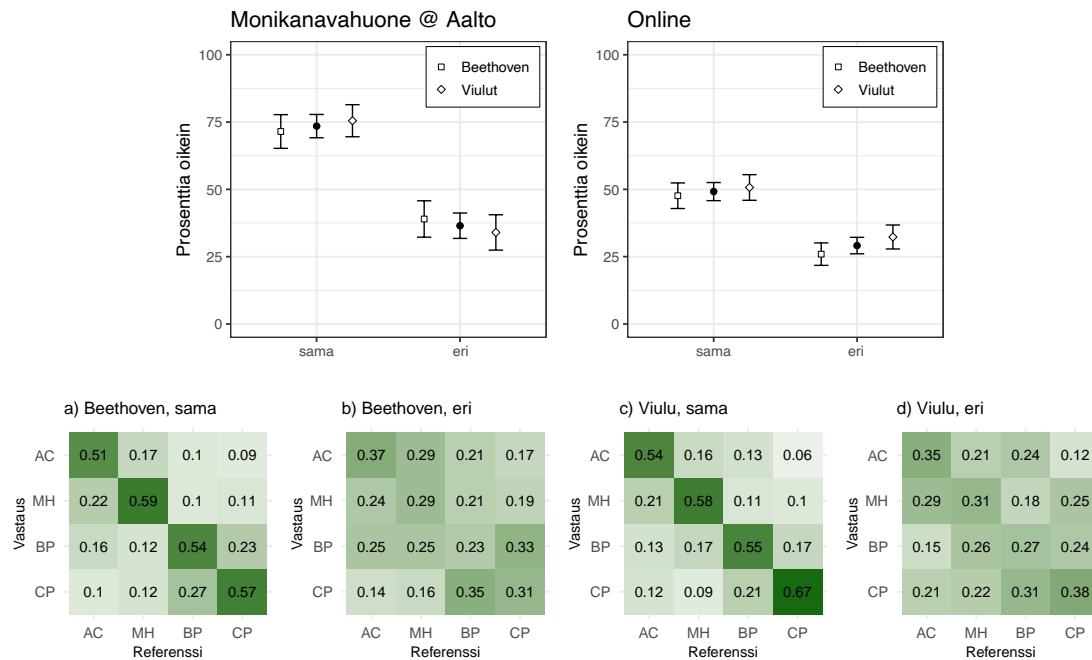 Monikanavahuone @ Aalto
Prosenttia oikein
100
75
50
25
0
Beethoven
Viulut
sama
eri
Online
Prosenttia oikein
100
75
50
25
0
Beethoven
Viulut
sama
eri
a) Beethoven, sama
Vastaus
AC 0.51 0.17 0.1 0.09
MH 0.22 0.59 0.1 0.11
BP 0.16 0.12 0.54 0.23
CP 0.1 0.12 0.27 0.57
AC MH BP CP
Referenssi
b) Beethoven, eri
Vastaus
AC 0.37 0.29 0.21 0.17
MH 0.24 0.29 0.21 0.19
BP 0.25 0.25 0.23 0.33
CP 0.14 0.16 0.35 0.31
AC MH BP CP
Referenssi
c) Viulu, sama
Vastaus
AC 0.54 0.16 0.13 0.06
MH 0.21 0.58 0.11 0.1
BP 0.13 0.17 0.55 0.17
CP 0.12 0.09 0.21 0.67
AC MH BP CP
Referenssi
d) Viulu, eri
Vastaus
AC 0.35 0.21 0.24 0.12
MH 0.29 0.31 0.18 0.25
BP 0.15 0.26 0.27 0.24
CP 0.21 0.22 0.31 0.38
AC MH BP CP
Referenssi